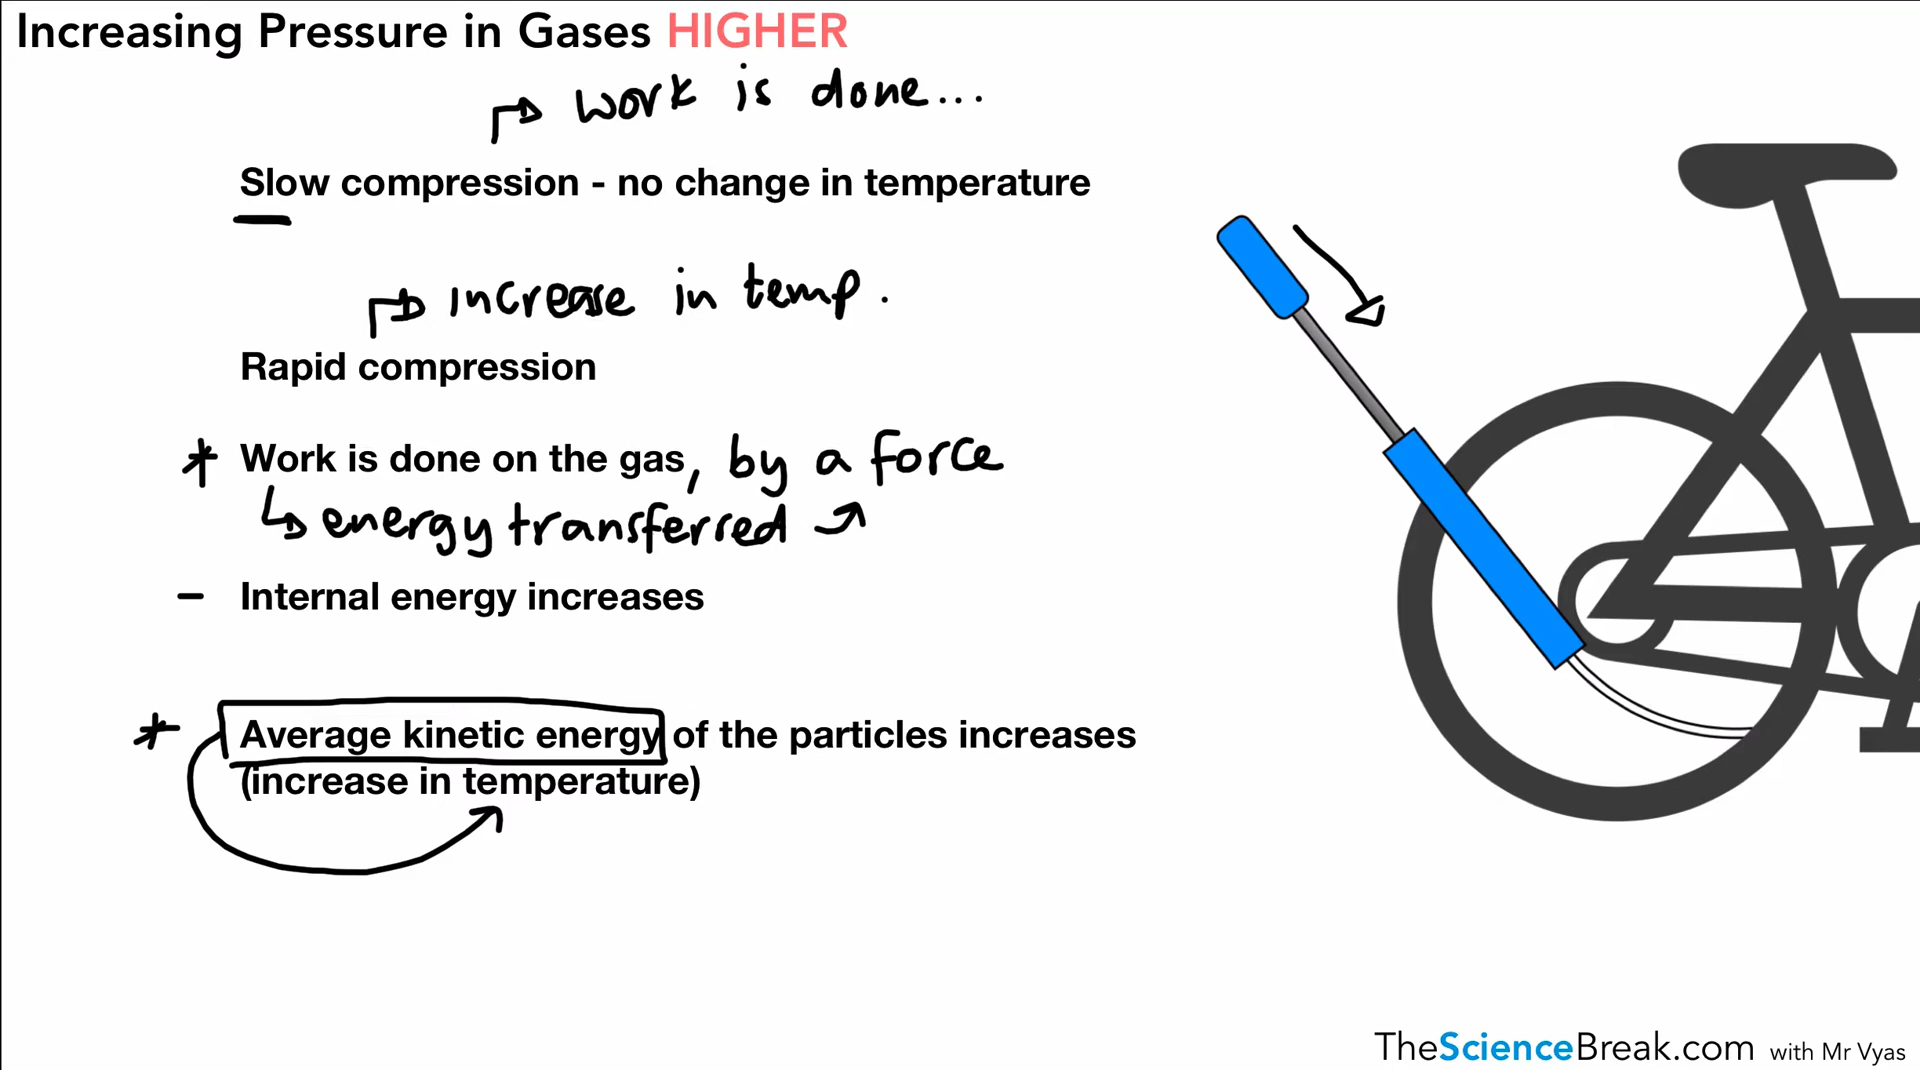 Increasing Pressure in Gases HIGHER
work is done...
Slow compression - no change in temperature
increase in temp.
Rapid compression
* Work is done on the gas, by a force
energy transferred
- Internal energy increases
* Average kinetic energy of the particles increases
(increase in temperature)
TheScienceBreak.com with Mr Vyas